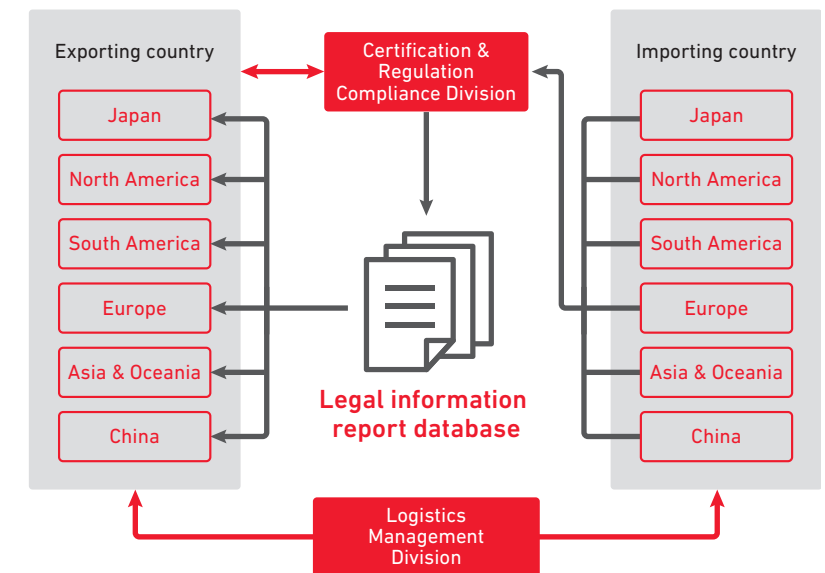 Exporting country
Japan
North America
South America
Europe
Asia & Oceania
China
Certification &
Regulation
Compliance Division
Legal information
report database
Logistics
Management
Division
Importing country
Japan
North America
South America
Europe
Asia & Oceania
China